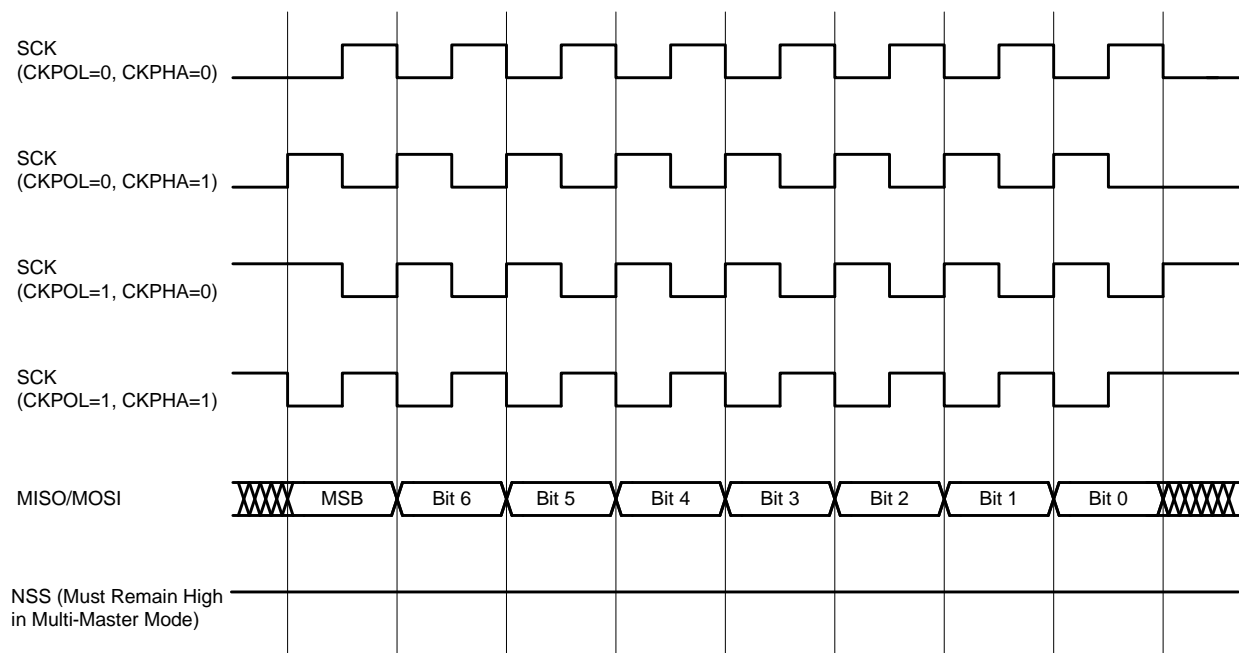 SCK
(CKPOL=0, CKPHA=0)
SCK
(CKPOL=0, CKPHA=1)
SCK
(CKPOL=1, CKPHA=0)
SCK
(CKPOL=1, CKPHA=1)
MISO/MOSI MSB Bit 6 Bit 5 Bit 4 Bit 3 Bit 2 Bit 1 Bit 0
NSS (Must Remain High
in Multi-Master Mode)